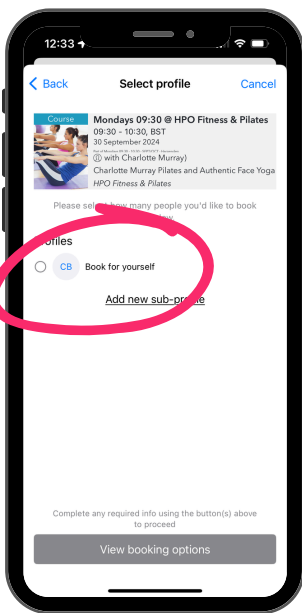 12:33
Back
Select profile
Cancel
Course
Mondays 09:30 @ HPO Fitness & Pilates
09:30 - 10:30, BST
30 September 2024
with Charlotte Murray)
Charlotte Murray Pilates and Authentic Face Yoga
HPO Fitness & Pilates
Please select how many people you'd like to book
CB
Book for yourself
Add new sub-profile
Complete any required info using the button(s) above
to proceed
View booking options